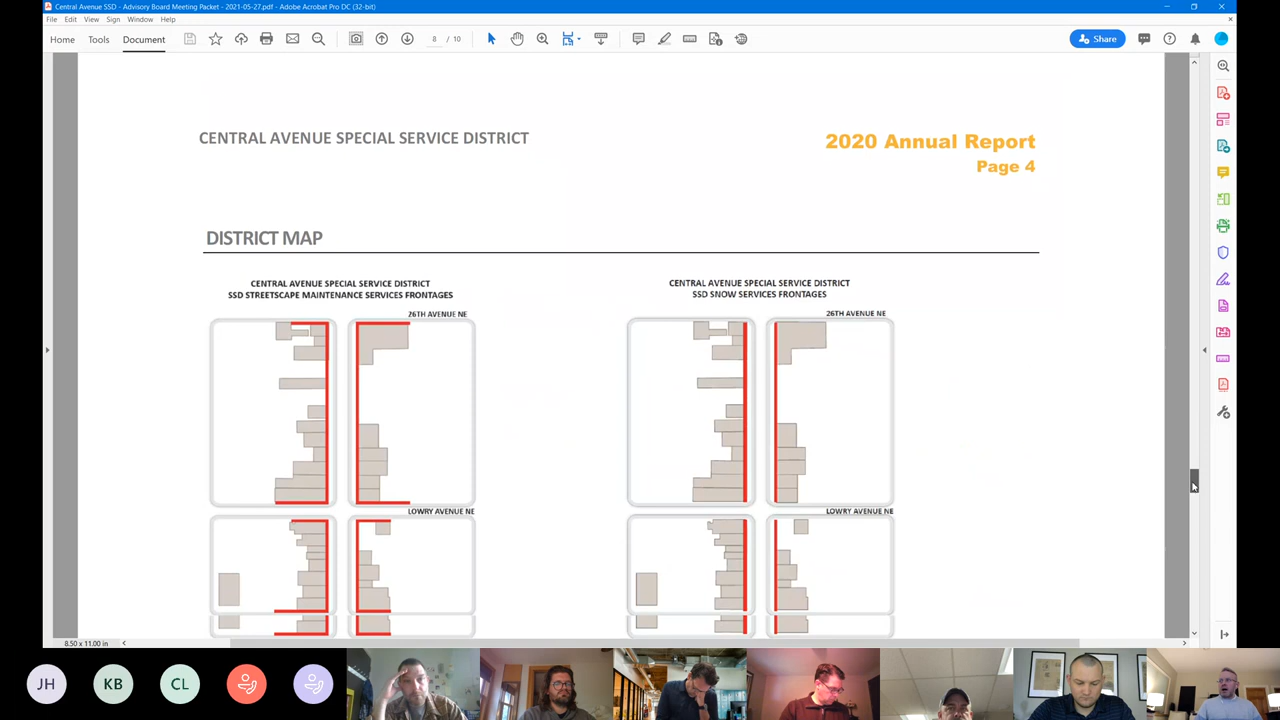 Central Avenue SSD - Advisory Board Meeting Packet - 2021-05-27.pdf - Adobe Acrobat Pro DC (32-bit)
File Edit View Sign Window Help
Home Tools Document 8 / 10 Share
CENTRAL AVENUE SPECIAL SERVICE DISTRICT
2020 Annual Report
Page 4
DISTRICT MAP
CENTRAL AVENUE SPECIAL SERVICE DISTRICT
SSD STREETSCAPE MAINTENANCE SERVICES FRONTAGES
26TH AVENUE NE
LOWRY AVENUE NE
CENTRAL AVENUE SPECIAL SERVICE DISTRICT
SSD SNOW SERVICES FRONTAGES
26TH AVENUE NE
LOWRY AVENUE NE
8.50 x 11.00 in
JH KB CL